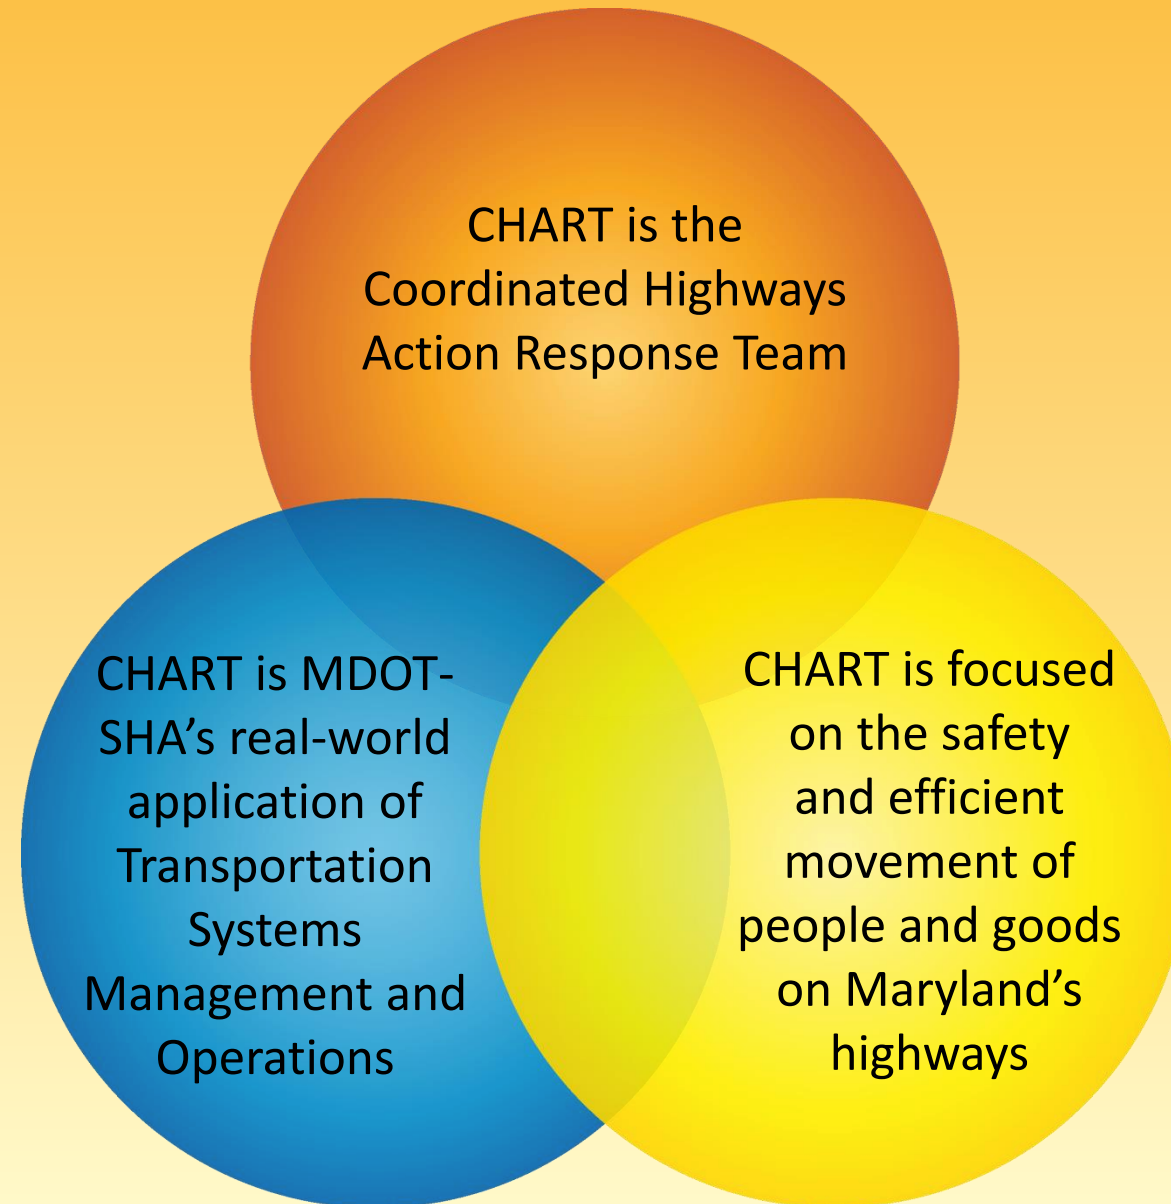 CHART is the
Coordinated Highways
Action Response Team
CHART is MDOT-
SHA’s real-world
application of
Transportation
Systems
Management and
Operations
CHART is focused
on the safety
and efficient
movement of
people and goods
on Maryland’s
highways